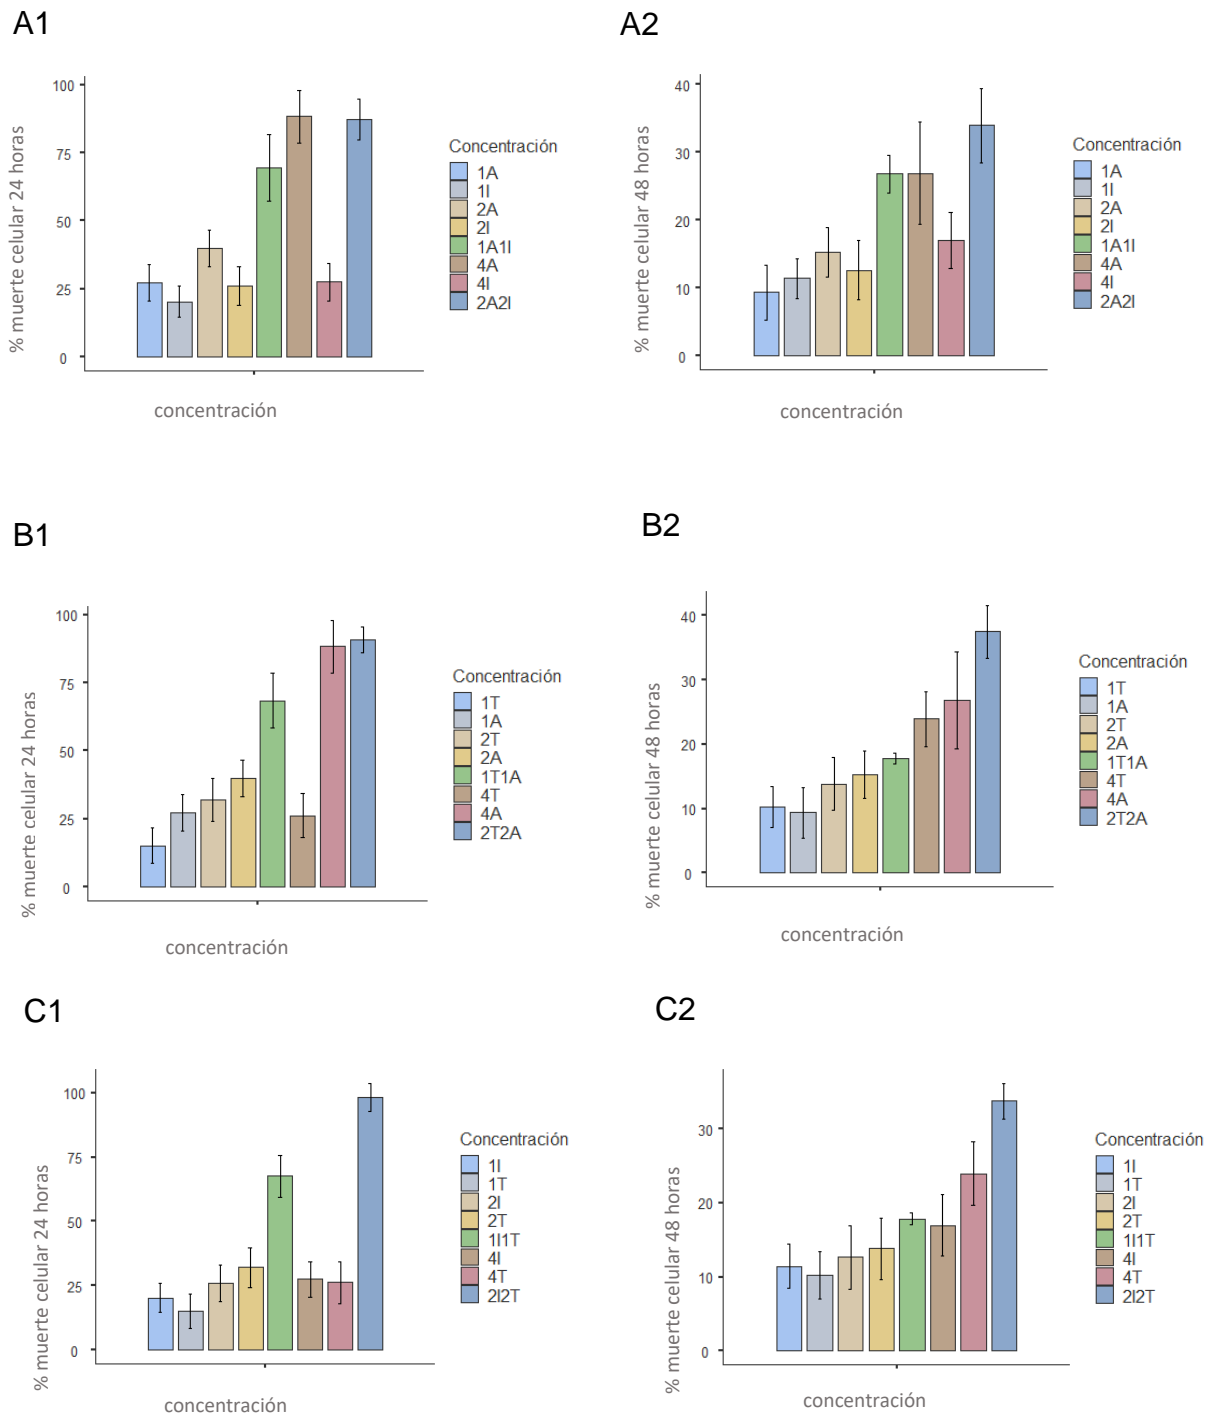 A1
% muerte celular 24 horas
100
75
50
25
0
concentración
Concentración
1A
1I
2A
2I
1A1I
4A
4I
2A2I
A2
% muerte celular 48 horas
40
30
20
10
0
concentración
Concentración
1A
1I
2A
2I
1A1I
4A
4I
2A2I
B1
% muerte celular 24 horas
100
75
50
25
0
concentración
Concentración
1T
1A
2T
2A
1T1A
4T
4A
2T2A
B2
% muerte celular 48 horas
40
30
20
10
0
concentración
Concentración
1T
1A
2T
2A
1T1A
4T
4A
2T2A
C1
% muerte celular 24 horas
100
75
50
25
0
concentración
Concentración
1I
1T
2I
2T
1I1T
4I
4T
2I2T
C2
% muerte celular 48 horas
30
20
10
0
concentración
Concentración
1I
1T
2I
2T
1I1T
4I
4T
2I2T